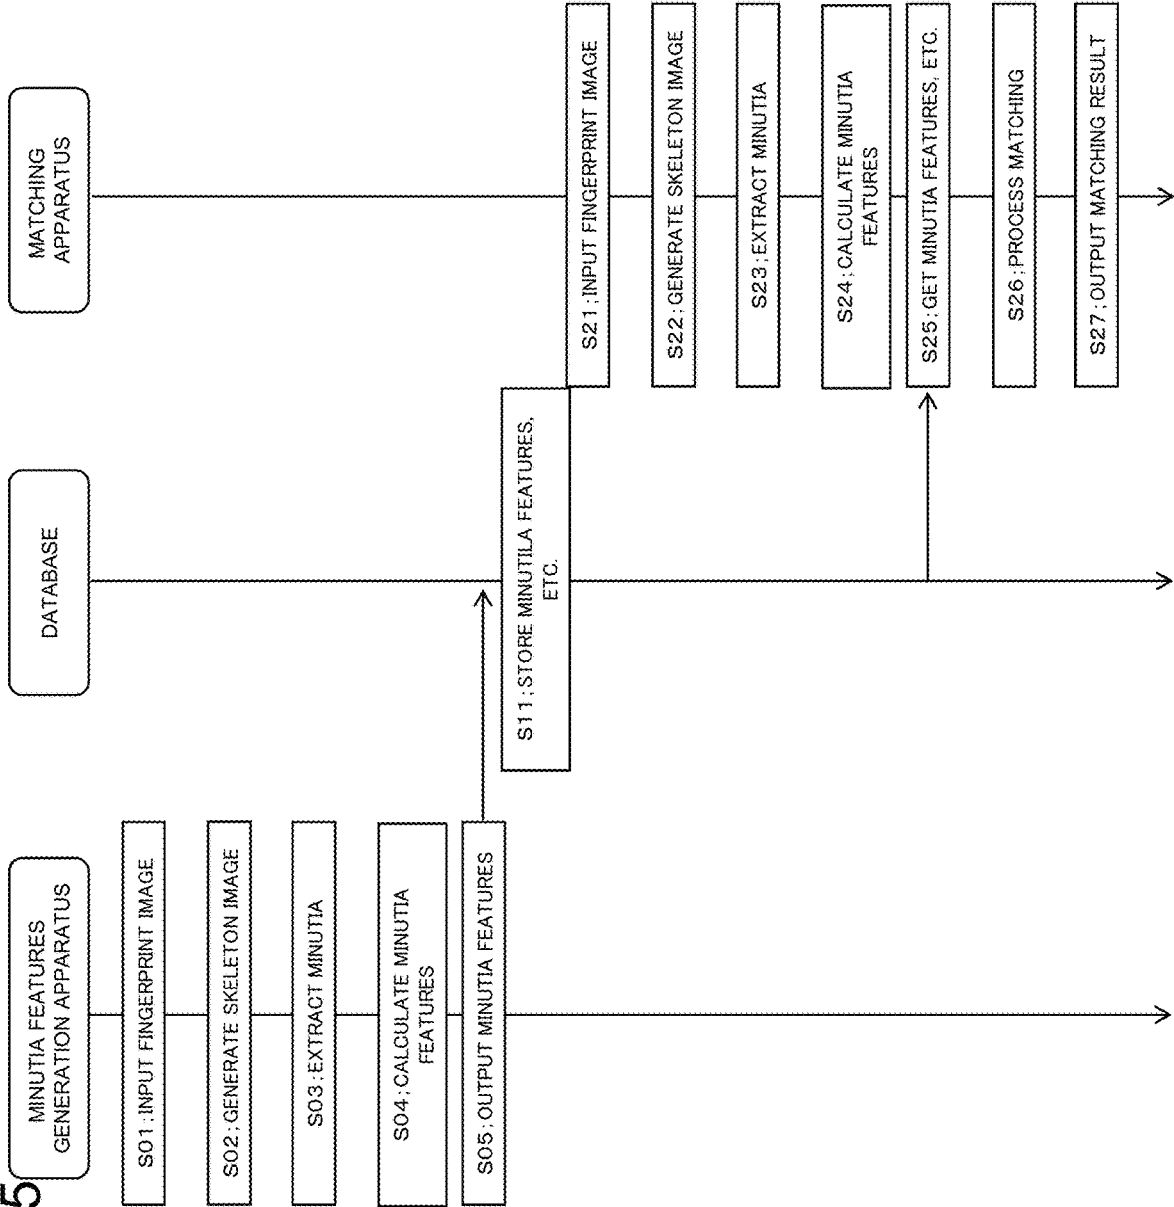 5
MINUTIA FEATURES
GENERATION APPARATUS
DATABASE
MATCHING
APPARATUS
S01;INPUT FINGERPRINT IMAGE
S02;GENERATE SKELETON IMAGE
S03;EXTRACT MINUTIA
S04;CALCULATE MINUTIA
FEATURES
S05;OUTPUT MINUTIA FEATURES
S11;STORE MINUTILA FEATURES,
ETC.
S21;INPUT FINGERPRINT IMAGE
S22;GENERATE SKELETON IMAGE
S23;EXTRACT MINUTIA
S24;CALCULATE MINUTIA
FEATURES
S25;GET MINUTIA FEATURES, ETC.
S26;PROCESS MATCHING
S27;OUTPUT MATCHING RESULT